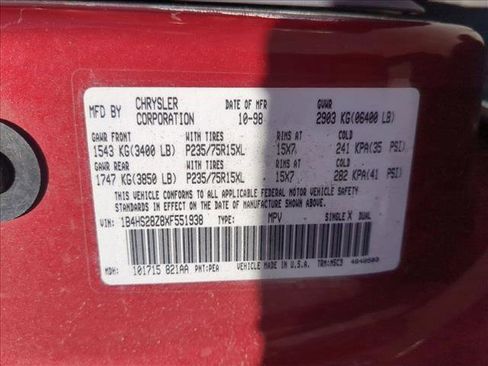 MFD BY CHRYSLER CORPORATION DATE OF MFR 10-98 GVWR 2903 KG(06400 LB)
GAWR FRONT WITH TIRES RIMS AT COLD
1543 KG(3400 LB) P235/75R15XL 15X7 241 KPA(35 PSI)
GAWR REAR WITH TIRES RIMS AT COLD
1747 KG(3850 LB) P235/75R15XL 15X7 282 KPA(41 PSI)
THIS VEHICLE CONFORMS TO ALL APPLICABLE FEDERAL MOTOR VEHICLE SAFETY
STANDARDS IN EFFECT ON THE DATE OF MANUFACTURE SHOWN ABOVE.
VIN: 1B4HS28Z8XF551938 TYPE: MPV SINGLE X DUAL
MDH: 101715 821AA PNT:PEA VEHICLE MADE IN U.S.A. TRM:M5C3